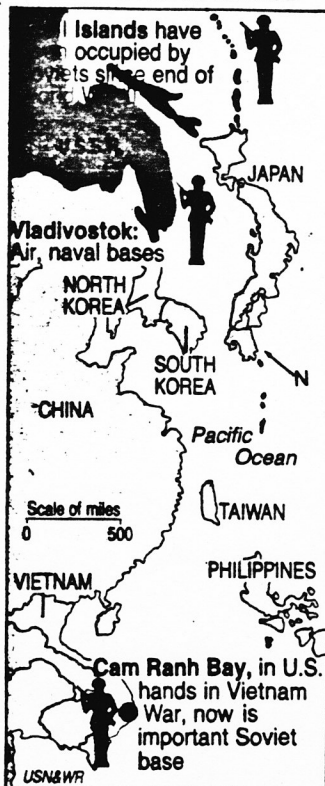 Islands have
occupied by
since end of
USSR
JAPAN
Vladivostok:
Air, naval bases
NORTH
KOREA
SOUTH
KOREA
N
CHINA
Pacific
Ocean
Scale of miles
0 500
TAIWAN
VIETNAM
PHILIPPINES
Cam Ranh Bay, in U.S.
hands in Vietnam
War, now is
important Soviet
base
USN&WR